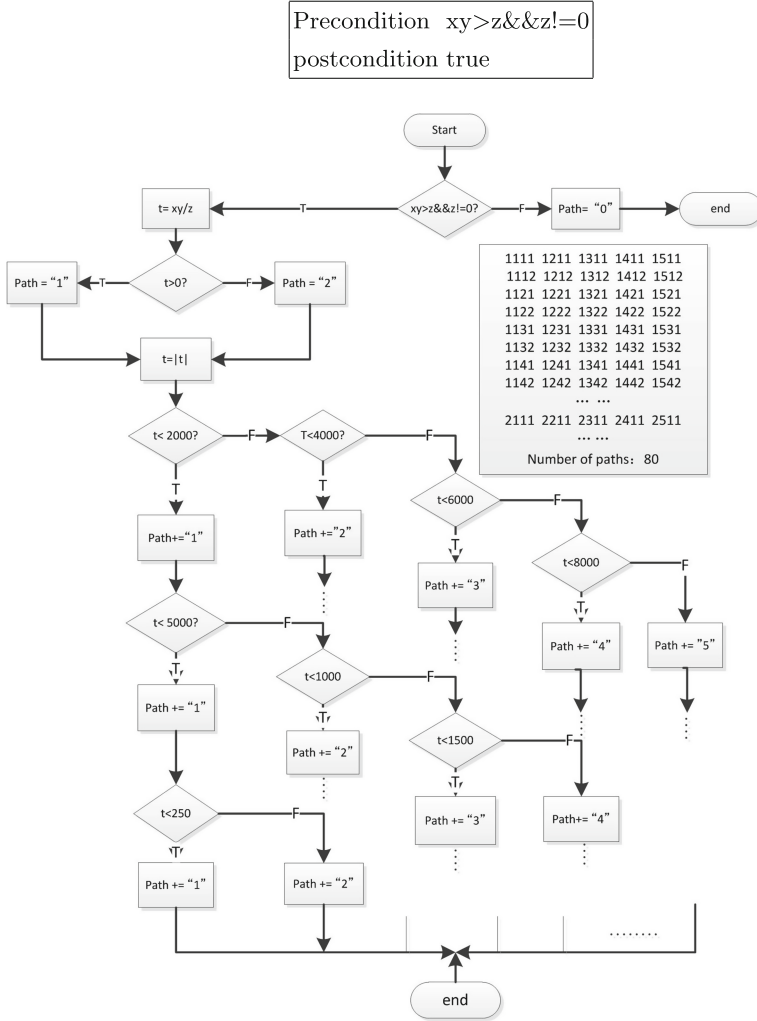 Precondition xy>z&&z!=0
postcondition true
Start
t= xy/z
T
xy>z&&z!=0?
F
Path= “0”
end
Path = “1”
T
t>0?
F
Path = “2”
1111 1211 1311 1411 1511
1112 1212 1312 1412 1512
1121 1221 1321 1421 1521
1122 1222 1322 1422 1522
1131 1231 1331 1431 1531
1132 1232 1332 1432 1532
1141 1241 1341 1441 1541
1142 1242 1342 1442 1542
... ...
2111 2211 2311 2411 2511
... ...
Number of paths: 80
t=|t|
t< 2000?
F
T<4000?
F
T
T
t<6000
F
Path+=“1”
Path +=”2”
T
t<8000
F
Path += “3”
T
t< 5000?
F
Path += “4”
Path += ”5”
T
t<1000
F
Path += “1”
T
t<1500
F
Path += “2”
T
t<250
F
Path += “3”
Path+= “4”
T
Path += “1”
Path += “2”
........
end